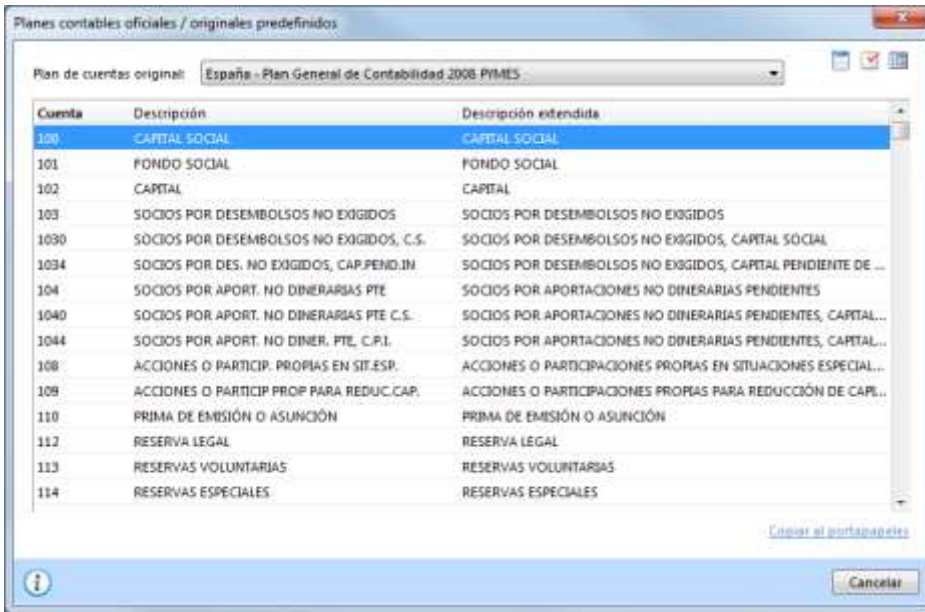 Planes contables oficiales / originales predefinidos
Plan de cuentas original: España - Plan General de Contabilidad 2008 PYMES
Cuenta Descripción Descripción extendida
100 CAPITAL SOCIAL CAPITAL SOCIAL
101 FONDO SOCIAL FONDO SOCIAL
102 CAPITAL CAPITAL
103 SOCIOS POR DESEMBOLSOS NO EXIGIDOS SOCIOS POR DESEMBOLSOS NO EXIGIDOS
1030 SOCIOS POR DESEMBOLSOS NO EXIGIDOS, C.S. SOCIOS POR DESEMBOLSOS NO EXIGIDOS, CAPITAL SOCIAL
1034 SOCIOS POR DES. NO EXIGIDOS, CAP.PEND.IN SOCIOS POR DESEMBOLSOS NO EXIGIDOS, CAPITAL PENDIENTE DE ...
104 SOCIOS POR APORT. NO DINERARIAS PTE SOCIOS POR APORTACIONES NO DINERARIAS PENDIENTES
1040 SOCIOS POR APORT. NO DINERARIAS PTE C.S. SOCIOS POR APORTACIONES NO DINERARIAS PENDIENTES, CAPITAL...
1044 SOCIOS POR APORT. NO DINER. PTE, C.P.I. SOCIOS POR APORTACIONES NO DINERARIAS PENDIENTES, CAPITAL...
108 ACCIONES O PARTICIP. PROPIAS EN SIT.ESP. ACCIONES O PARTICIPACIONES PROPIAS EN SITUACIONES ESPECIAL...
109 ACCIONES O PARTICIP PROP PARA REDUC.CAP. ACCIONES O PARTICIPACIONES PROPIAS PARA REDUCCIÓN DE CAPI...
110 PRIMA DE EMISIÓN O ASUNCIÓN PRIMA DE EMISIÓN O ASUNCIÓN
112 RESERVA LEGAL RESERVA LEGAL
113 RESERVAS VOLUNTARIAS RESERVAS VOLUNTARIAS
114 RESERVAS ESPECIALES RESERVAS ESPECIALES
Copiar al portapapeles
Cancelar